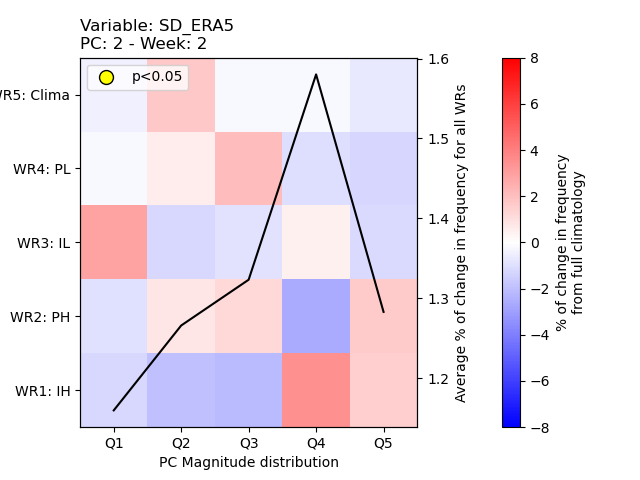 Variable: SD_ERA5
PC: 2 - Week: 2
p<0.05
WR5: Clima
WR4: PL
WR3: IL
WR2: PH
WR1: IH
Q1 Q2 Q3 Q4 Q5
PC Magnitude distribution
1.6
1.5
1.4
1.3
1.2
Average % of change in frequency for all WRs
8
6
4
2
0
−2
−4
−6
−8
% of change in frequency
from full climatology